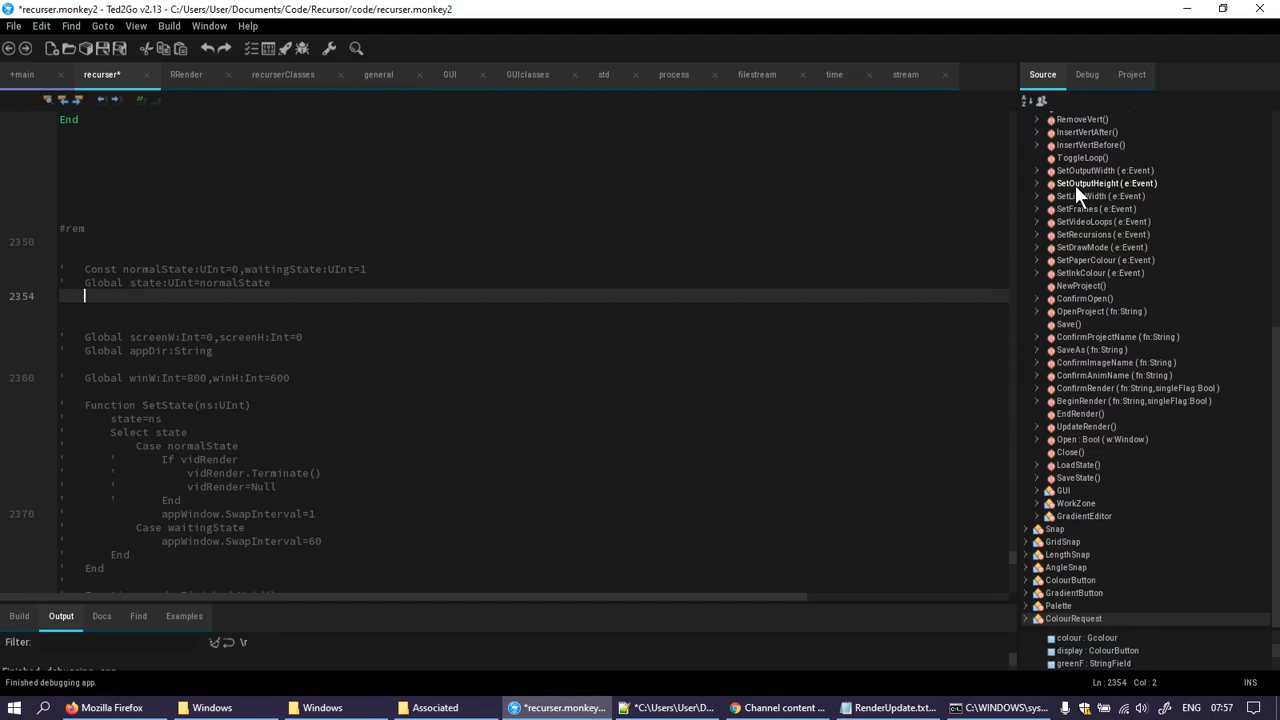 *recurser.monkey2 - Ted2Go v2.13 - C:/Users/User/Documents/Code/Recursor/code/recurser.monkey2
File Edit Find Goto View Build Window Help
+main recurser* RRender recurserClasses general GUI GUIclasses std process filestream time stream
Source Debug Project
End
#rem
2350
' Const normalState:UInt=0,waitingState:UInt=1
' Global state:UInt=normalState
2354
' Global screenW:Int=0,screenH:Int=0
' Global appDir:String
2360 ' Global winW:Int=800,winH:Int=600
' Function SetState(ns:UInt)
' state=ns
' Select state
' Case normalState
' ' If vidRender
' ' vidRender.Terminate()
' ' vidRender=Null
' ' End
2370 ' appWindow.SwapInterval=1
' Case waitingState
' appWindow.SwapInterval=60
' End
' End
'
RemoveVert()
InsertVertAfter()
InsertVertBefore()
ToggleLoop()
SetOutputWidth ( e:Event )
SetOutputHeight ( e:Event )
SetLineWidth ( e:Event )
SetFrames ( e:Event )
SetVideoLoops ( e:Event )
SetRecursions ( e:Event )
SetDrawMode ( e:Event )
SetPaperColour ( e:Event )
SetInkColour ( e:Event )
NewProject()
ConfirmOpen()
OpenProject ( fn:String )
Save()
ConfirmProjectName ( fn:String )
SaveAs ( fn:String )
ConfirmImageName ( fn:String )
ConfirmAnimName ( fn:String )
ConfirmRender ( fn:String,singleFlag:Bool )
BeginRender ( fn:String,singleFlag:Bool )
EndRender()
UpdateRender()
Open : Bool ( w:Window )
Close()
LoadState()
SaveState()
GUI
WorkZone
GradientEditor
Snap
GridSnap
LengthSnap
AngleSnap
ColourButton
GradientButton
Palette
ColourRequest
colour : Gcolour
display : ColourButton
greenF : StringField
Build Output Docs Find Examples
Filter: \r
Finished debugging app.
Finished debugging app.
Ln : 2354 Col : 2 INS
Mozilla Firefox Windows Windows Associated *recurser.monkey... *C:\Users\User\D... Channel content ... RenderUpdate.txt... C:\WINDOWS\sy... ENG 07:57